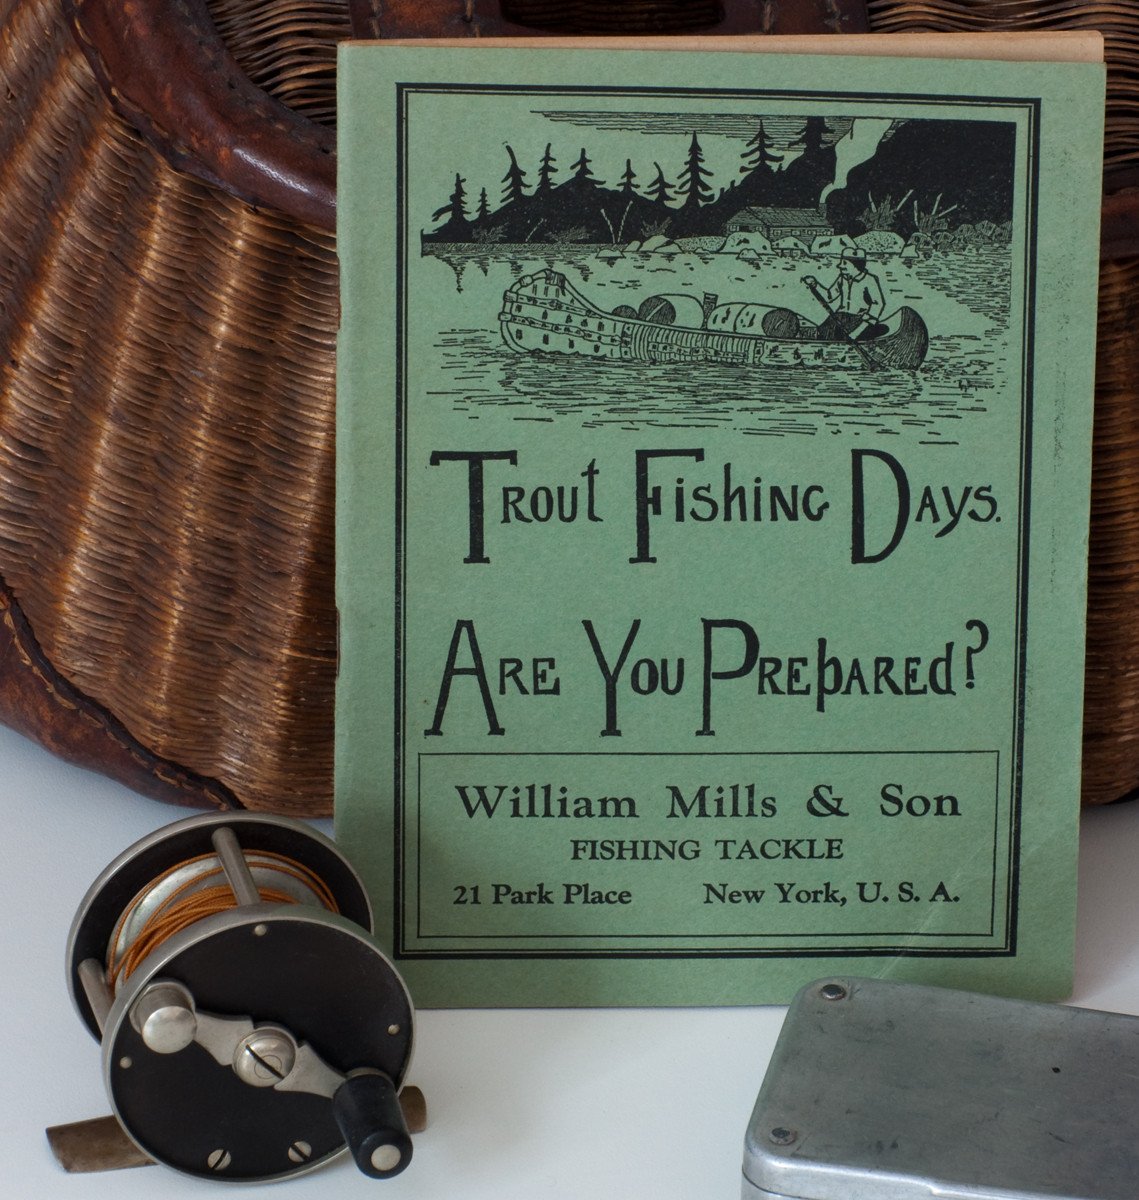 Trout Fishing Days.
Are You Prepared?
William Mills & Son
FISHING TACKLE
21 Park Place New York, U. S. A.